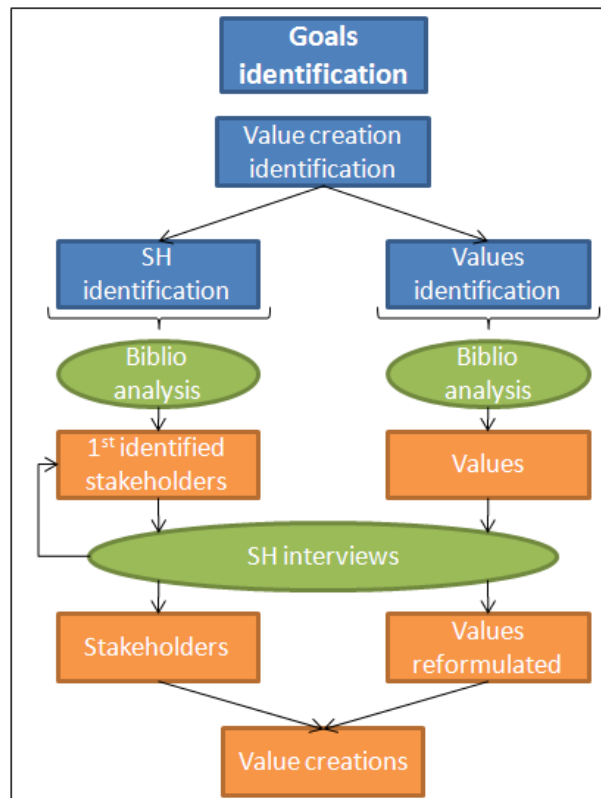 Goals
identification
Value creation
identification
SH
identification
Values
identification
Biblio
analysis
Biblio
analysis
1st identified
stakeholders
Values
SH interviews
Stakeholders
Values
reformulated
Value creations